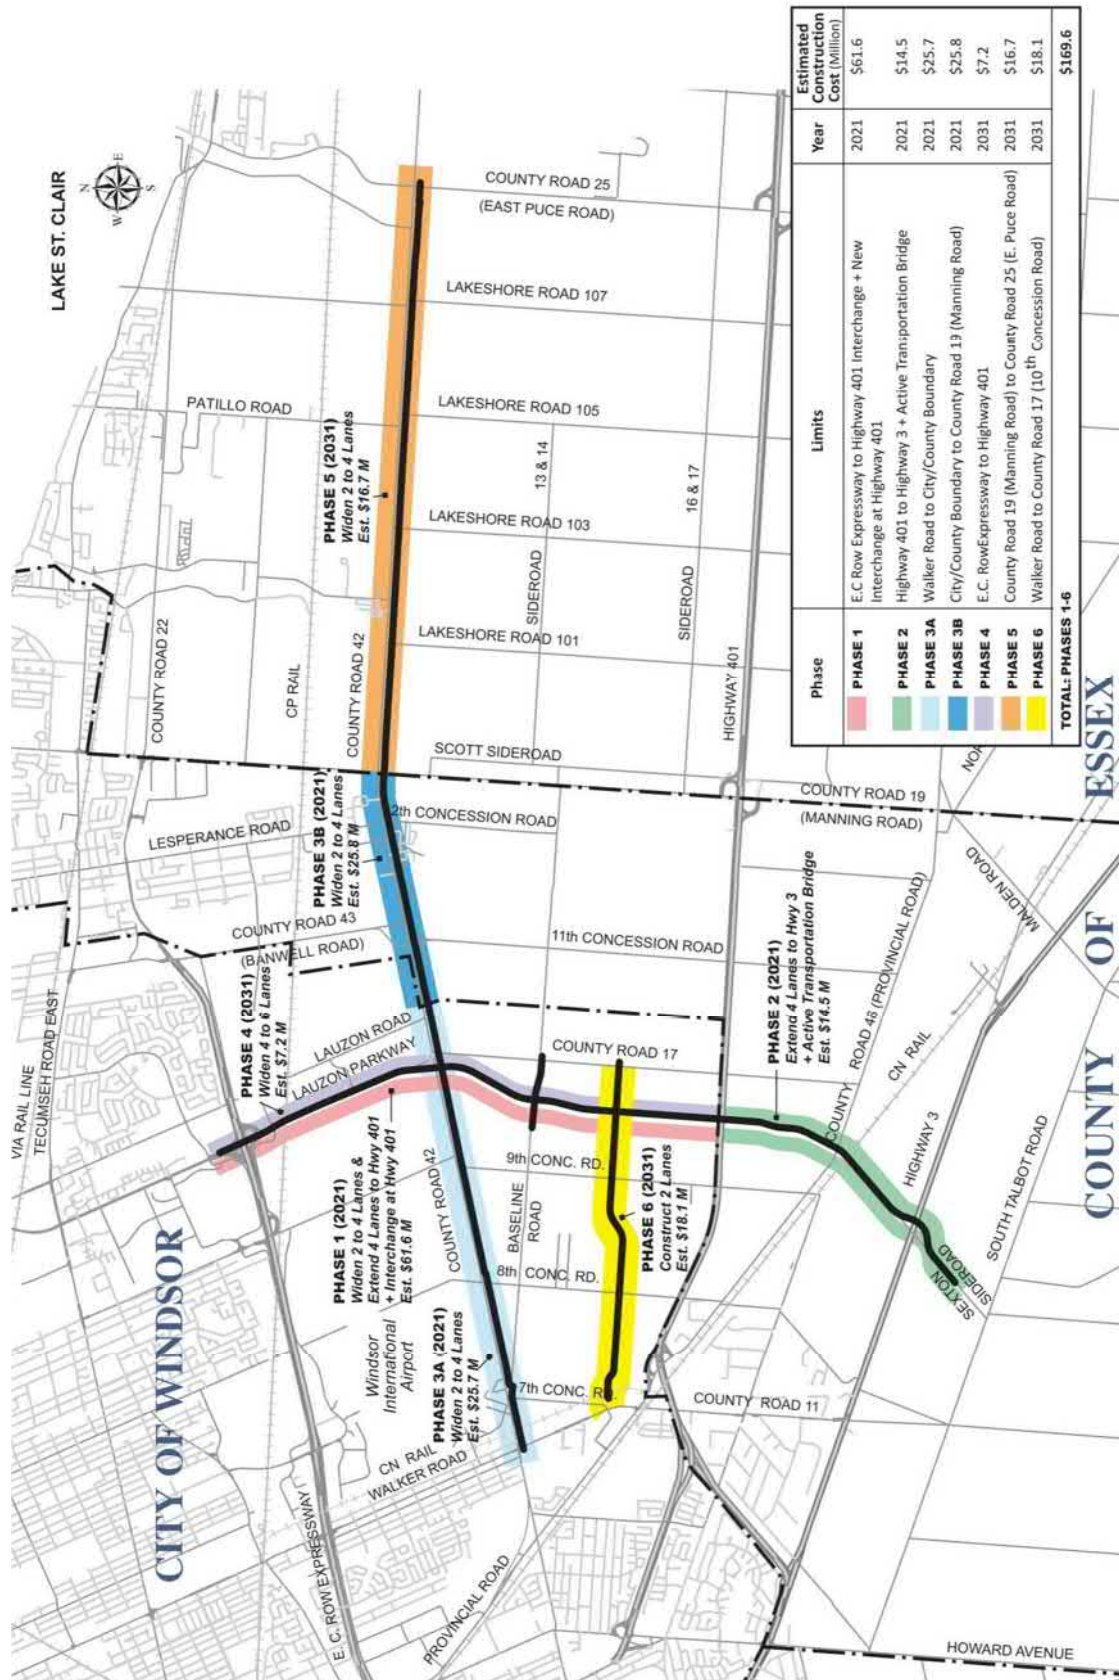 LAKE ST. CLAIR
N
E
S
W
VIA RAIL LINE
TECUMSEH ROAD EAST
CITY OF WINDSOR
E. C. ROW EXPRESSWAY
COUNTY ROAD 22
CP RAIL
COUNTY ROAD 42
PATILLO ROAD
LESPERANCE ROAD
COUNTY ROAD 43
(BANWELL ROAD)
LAUZON ROAD
LAUZON PARKWAY
PHASE 4 (2031)
Widen 4 to 6 Lanes
Est. $7.2 M
PHASE 3B (2021)
Widen 2 to 4 Lanes
Est. $25.8 M
PHASE 5 (2031)
Widen 2 to 4 Lanes
Est. $16.7 M
PHASE 1 (2021)
Widen 2 to 4 Lanes &
Extend 4 Lanes to Hwy 401
+ Interchange at Hwy 401
Est. $61.6 M
Windsor
International
Airport
PHASE 3A (2021)
Widen 2 to 4 Lanes
Est. $25.7 M
CN RAIL
WALKER ROAD
PROVINCIAL ROAD
COUNTY ROAD 42
BASELINE
ROAD
7th CONC. RD.
8th CONC. RD.
9th CONC. RD.
COUNTY ROAD 17
11th CONCESSION ROAD
2th CONCESSION ROAD
SCOTT SIDEROAD
LAKESHORE ROAD 101
LAKESHORE ROAD 103
LAKESHORE ROAD 105
LAKESHORE ROAD 107
COUNTY ROAD 25
(EAST PUCE ROAD)
SIDEROAD
13 & 14
SIDEROAD
16 & 17
HIGHWAY 401
PHASE 6 (2031)
Construct 2 Lanes
Est. $18.1 M
PHASE 2 (2021)
Extend 4 Lanes to Hwy 3
+ Active Transportation Bridge
Est. $14.5 M
COUNTY ROAD 11
COUNTY ROAD 46 (PROVINCIAL ROAD)
CN RAIL
HIGHWAY 3
SOUTH TALBOT ROAD
SEXTON
SIDEROAD
COUNTY ROAD 19
(MANNING ROAD)
MALDEN ROAD
HOWARD AVENUE
COUNTY OF ESSEX
Phase Limits Year Estimated
Construction
Cost (Million)
PHASE 1 E.C Row Expressway to Highway 401 Interchange + New 2021 $61.6
Interchange at Highway 401
PHASE 2 Highway 401 to Highway 3 + Active Transportation Bridge 2021 $14.5
PHASE 3A Walker Road to City/County Boundary 2021 $25.7
PHASE 3B City/County Boundary to County Road 19 (Manning Road) 2021 $25.8
PHASE 4 E.C. RowExpressway to Highway 401 2031 $7.2
PHASE 5 County Road 19 (Manning Road) to County Road 25 (E. Puce Road) 2031 $16.7
PHASE 6 Walker Road to County Road 17 (10th Concession Road) 2031 $18.1
TOTAL: PHASES 1-6 $169.6